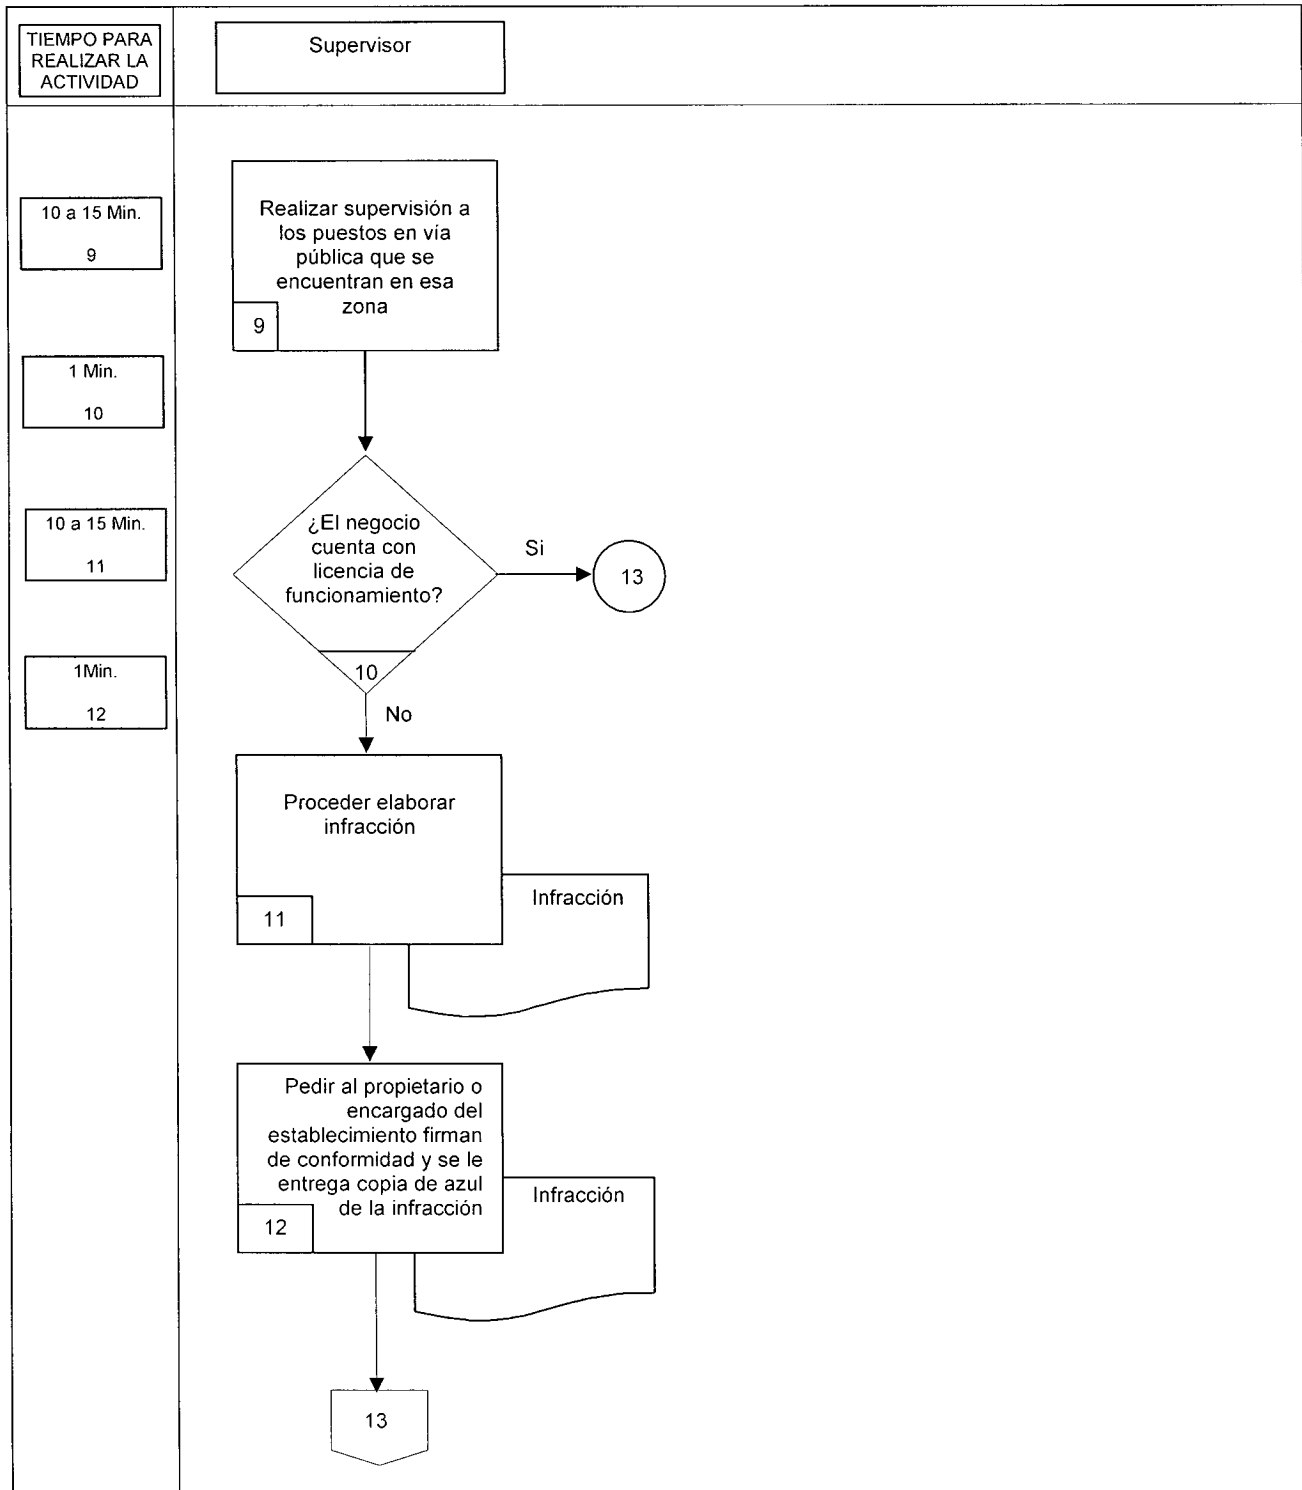 TIEMPO PARA
REALIZAR LA
ACTIVIDAD
Supervisor
10 a 15 Min.
9
Realizar supervisión a
los puestos en vía
pública que se
encuentran en esa
zona
9
1 Min.
10
10 a 15 Min.
11
¿El negocio
cuenta con
licencia de
funcionamiento?
10
Si
13
1Min.
12
No
Proceder elaborar
infracción
11
Infracción
Pedir al propietario o
encargado del
establecimiento firman
de conformidad y se le
entrega copia de azul
de la infracción
12
Infracción
13